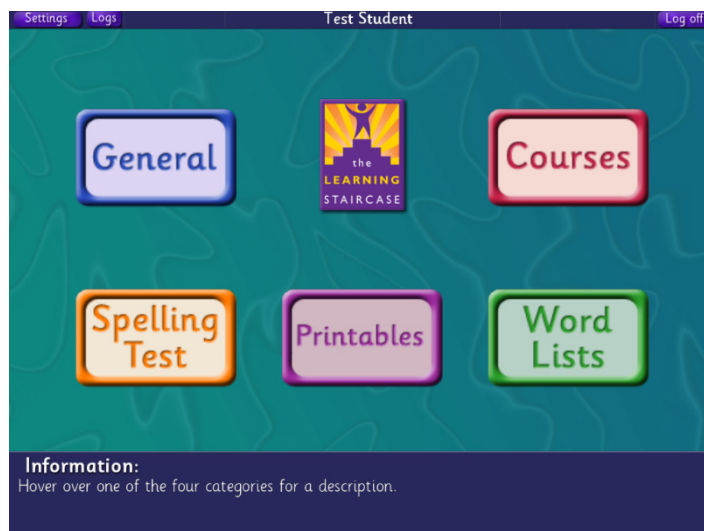 Settings Logs Test Student Log off
General
the
LEARNING
STAIRCASE
Courses
Spelling
Test
Printables
Word
Lists
Information:
Hover over one of the four categories for a description.